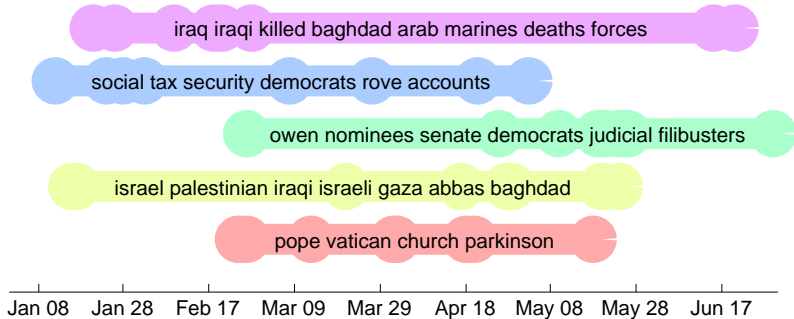 iraq iraqi killed baghdad arab marines deaths forces
social tax security democrats rove accounts
owen nominees senate democrats judicial filibusters
israel palestinian iraqi israeli gaza abbas baghdad
pope vatican church parkinson
Jan 08 Jan 28 Feb 17 Mar 09 Mar 29 Apr 18 May 08 May 28 Jun 17